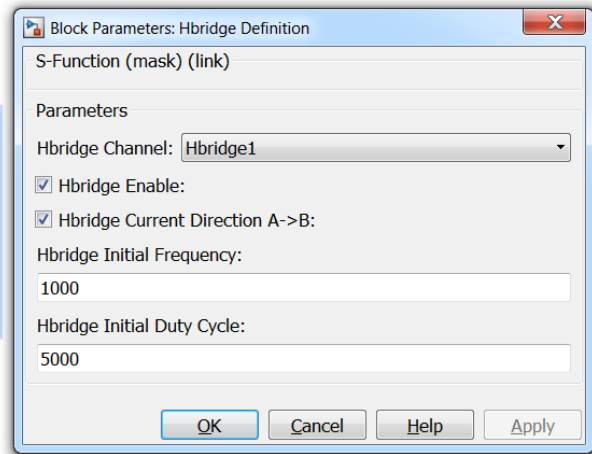 Block Parameters: Hbridge Definition
S-Function (mask) (link)
Parameters
Hbridge Channel: Hbridge1
Hbridge Enable:
Hbridge Current Direction A->B:
Hbridge Initial Frequency:
1000
Hbridge Initial Duty Cycle:
5000
OK Cancel Help Apply